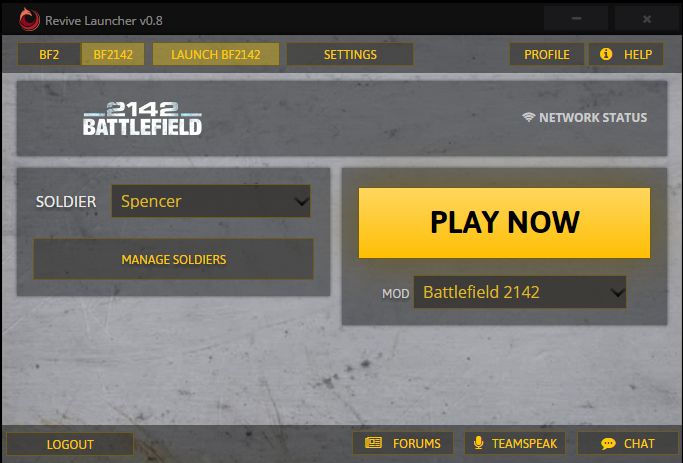 Revive Launcher v0.8
BF2 BF2142 LAUNCH BF2142 SETTINGS PROFILE HELP
2142
BATTLEFIELD
NETWORK STATUS
SOLDIER Spencer
MANAGE SOLDIERS
PLAY NOW
MOD Battlefield 2142
LOGOUT FORUMS TEAMSPEAK CHAT